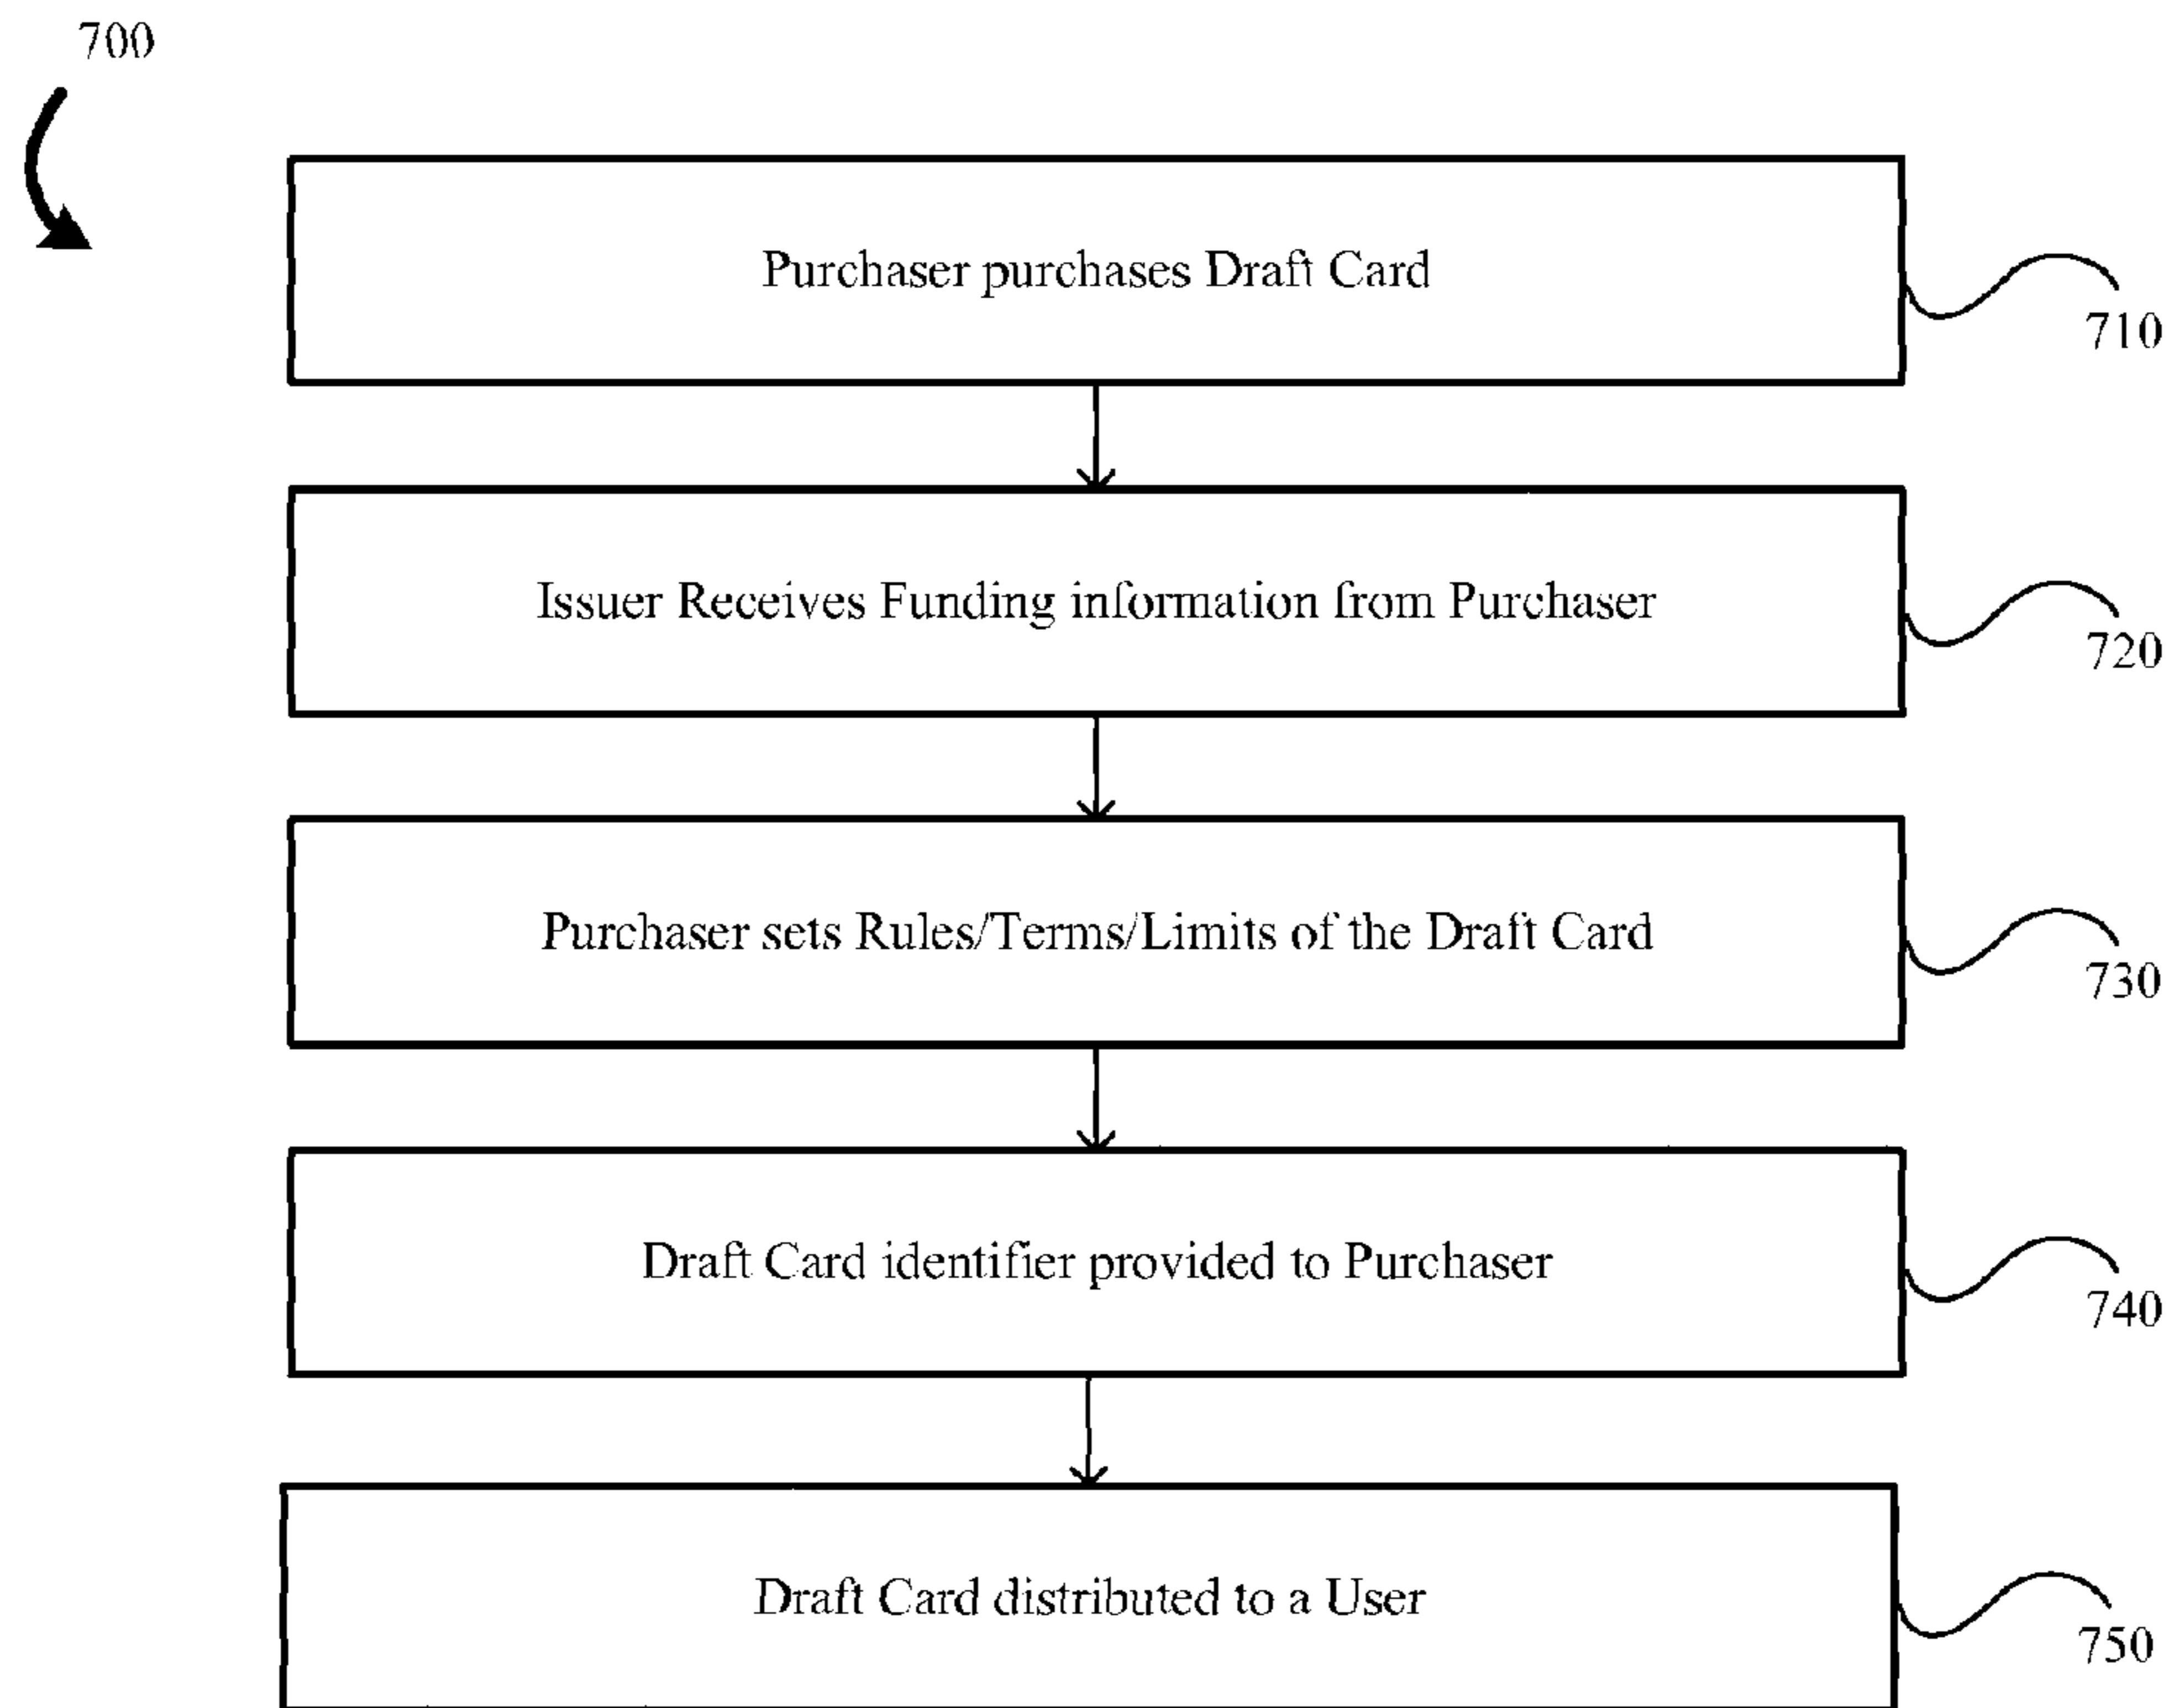 700
Purchaser purchases Draft Card
710
Issuer Receives Funding information from Purchaser
720
Purchaser sets Rules/Terms/Limits of the Draft Card
730
Draft Card identifier provided to Purchaser
740
Draft Card distributed to a User
750